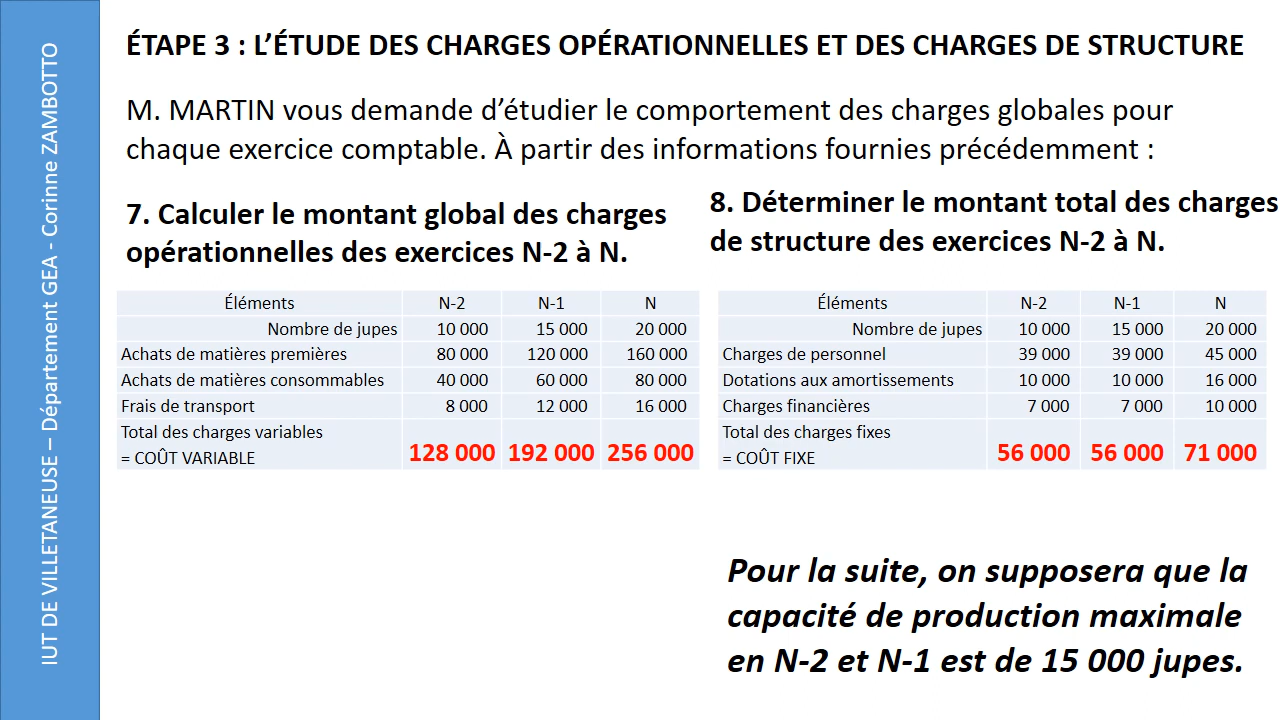 IUT DE VILLETANEUSE – Département GEA - Corinne ZAMBOTTO
ÉTAPE 3 : L’ÉTUDE DES CHARGES OPÉRATIONNELLES ET DES CHARGES DE STRUCTURE
M. MARTIN vous demande d’étudier le comportement des charges globales pour
chaque exercice comptable. À partir des informations fournies précédemment :
7. Calculer le montant global des charges
opérationnelles des exercices N-2 à N.
Éléments N-2 N-1 N
Nombre de jupes 10 000 15 000 20 000
Achats de matières premières 80 000 120 000 160 000
Achats de matières consommables 40 000 60 000 80 000
Frais de transport 8 000 12 000 16 000
Total des charges variables
= COÛT VARIABLE 128 000 192 000 256 000
8. Déterminer le montant total des charges
de structure des exercices N-2 à N.
Éléments N-2 N-1 N
Nombre de jupes 10 000 15 000 20 000
Charges de personnel 39 000 39 000 45 000
Dotations aux amortissements 10 000 10 000 16 000
Charges financières 7 000 7 000 10 000
Total des charges fixes
= COÛT FIXE 56 000 56 000 71 000
Pour la suite, on supposera que la
capacité de production maximale
en N-2 et N-1 est de 15 000 jupes.